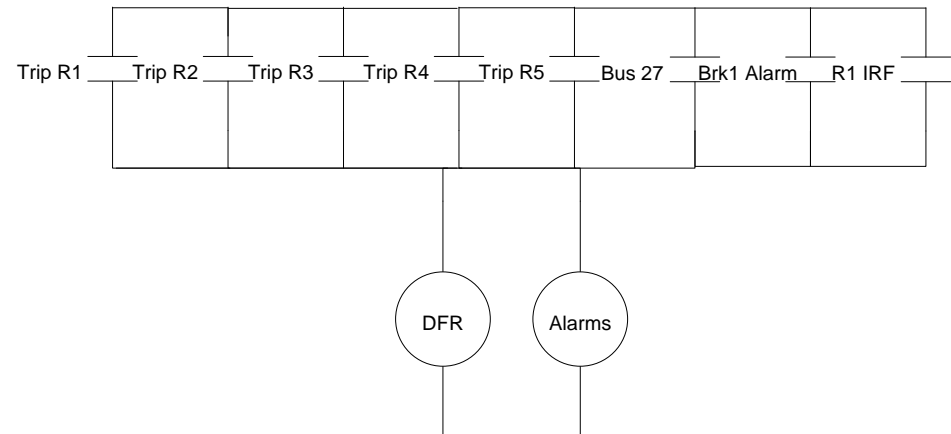 Trip R1
Trip R2
Trip R3
Trip R4
Trip R5
Bus 27
Brk1 Alarm
R1 IRF
DFR
Alarms